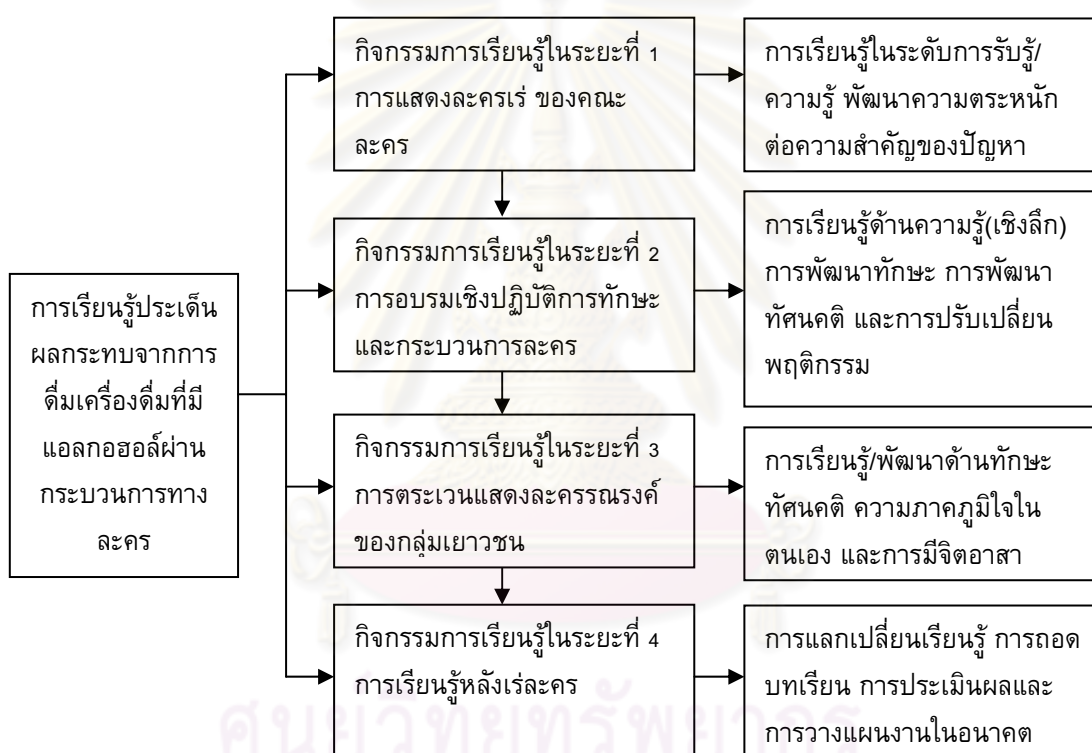 การเรียนรู้ประเด็น
ผลกระทบจากการ
ดื่มเครื่องดื่มที่มี
แอลกอฮอล์ผ่าน
กระบวนการทาง
ละคร
กิจกรรมการเรียนรู้ในระยะที่ 1
การแสดงละครเร่ ของคณะ
ละคร
การเรียนรู้ในระดับการรับรู้/
ความรู้ พัฒนาความตระหนัก
ต่อความสำคัญของปัญหา
กิจกรรมการเรียนรู้ในระยะที่ 2
การอบรมเชิงปฏิบัติการทักษะ
และกระบวนการละคร
การเรียนรู้ด้านความรู้(เชิงลึก)
การพัฒนาทักษะ การพัฒนา
ทัศนคติ และการปรับเปลี่ยน
พฤติกรรม
กิจกรรมการเรียนรู้ในระยะที่ 3
การตระเวนแสดงละครรณรงค์
ของกลุ่มเยาวชน
การเรียนรู้/พัฒนาด้านทักษะ
ทัศนคติ ความภาคภูมิใจใน
ตนเอง และการมีจิตอาสา
กิจกรรมการเรียนรู้ในระยะที่ 4
การเรียนรู้หลังเร่ละคร
การแลกเปลี่ยนเรียนรู้ การถอด
บทเรียน การประเมินผลและ
การวางแผนงานในอนาคต
ศูนย์วิทยทรัพยากร